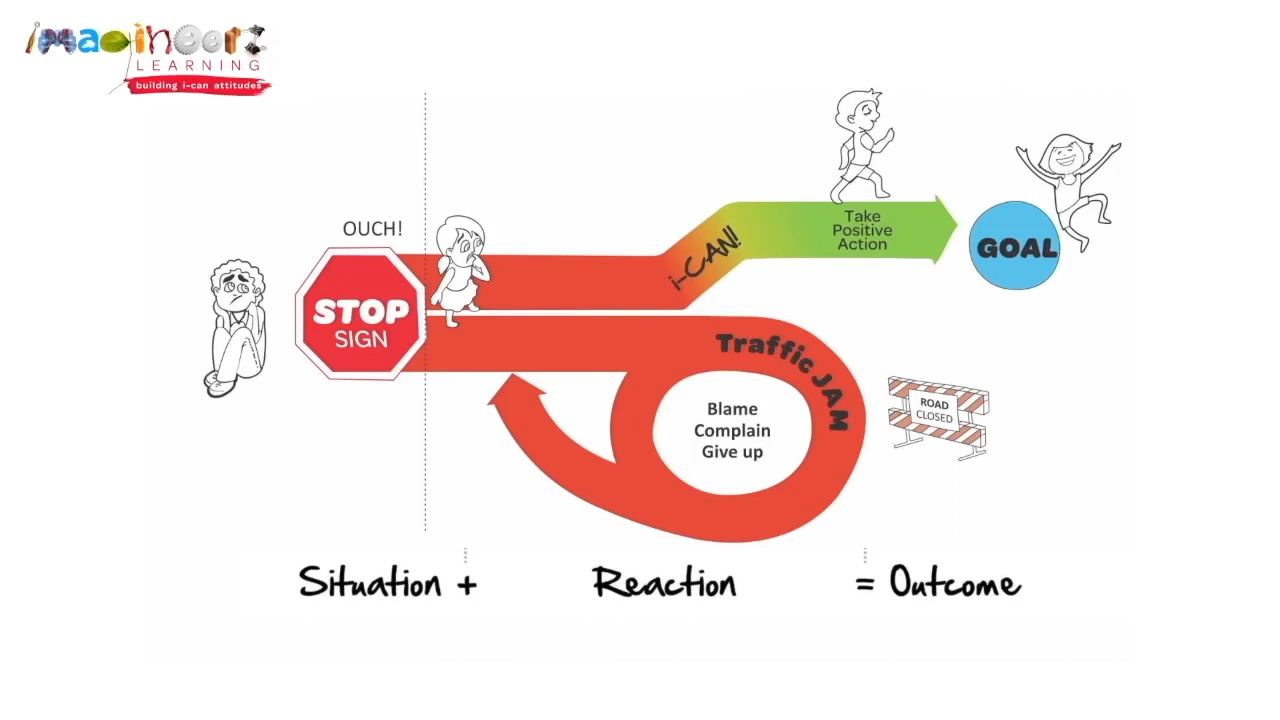 imagineerz
LEARNING
building i-can attitudes
OUCH!
STOP
SIGN
i-CAN!
Take
Positive
Action
GOAL
Traffic JAM
Blame
Complain
Give up
ROAD
CLOSED
Situation + Reaction = Outcome